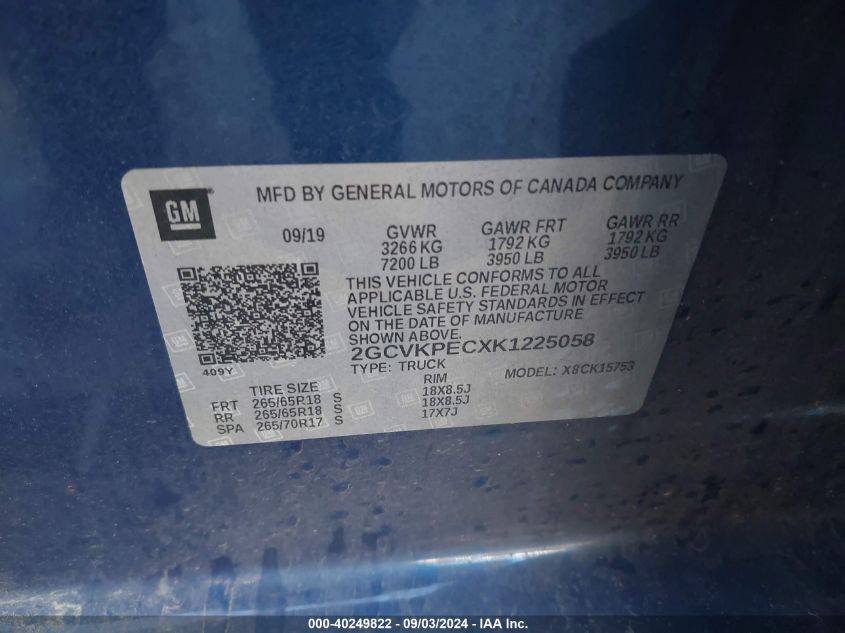 GM
MFD BY GENERAL MOTORS OF CANADA COMPANY
09/19
GVWR GAWR FRT GAWR RR
3266 KG 1792 KG 1792 KG
7200 LB 3950 LB 3950 LB
THIS VEHICLE CONFORMS TO ALL
APPLICABLE U.S. FEDERAL MOTOR
VEHICLE SAFETY STANDARDS IN EFFECT
ON THE DATE OF MANUFACTURE
SHOWN ABOVE.
2GCVKPECXK1225058
409Y
TYPE: TRUCK MODEL: X8CK15753
TIRE SIZE RIM
FRT 265/65R18 S 18X8.5J
RR 265/65R18 S 18X8.5J
SPA 265/70R17 S 17X7J
000-40249822 - 09/03/2024 - IAA Inc.